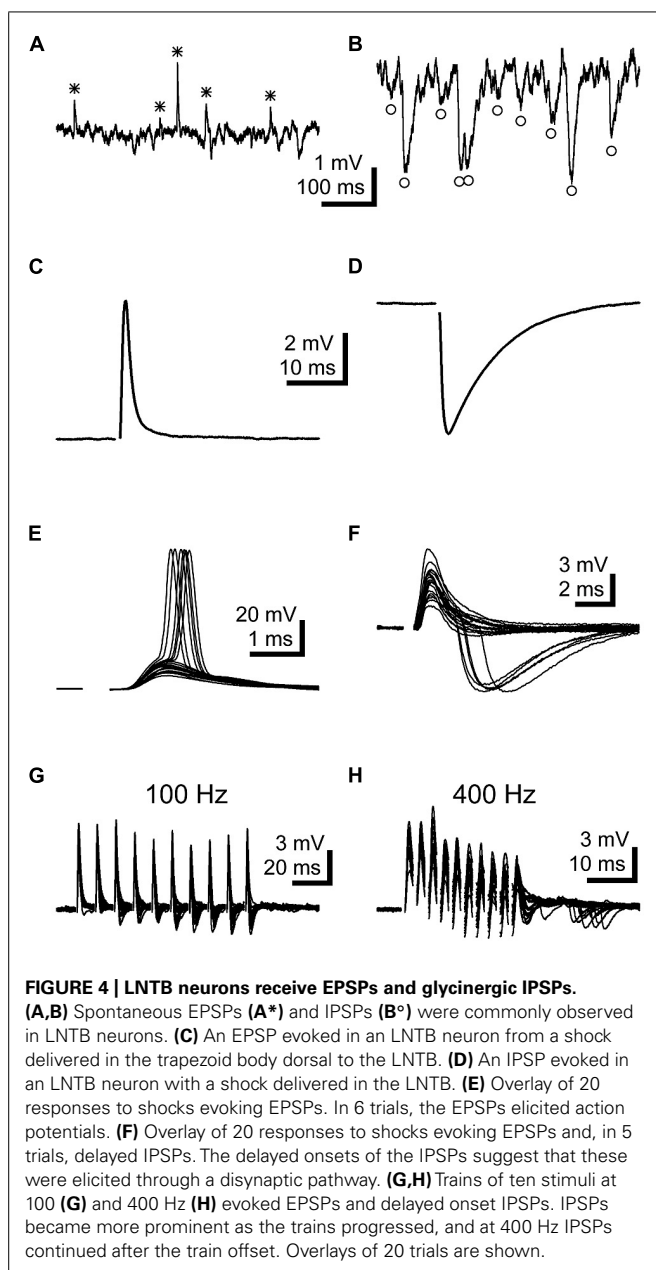 A
B
* * * * *
1 mV
100 ms
C
D
2 mV
10 ms
E
F
20 mV
1 ms
3 mV
2 ms
G
H
100 Hz
400 Hz
3 mV
20 ms
3 mV
10 ms
FIGURE 4 | LNTB neurons receive EPSPs and glycinergic IPSPs.
(A,B) Spontaneous EPSPs (A*) and IPSPs (B°) were commonly observed
in LNTB neurons. (C) An EPSP evoked in an LNTB neuron from a shock
delivered in the trapezoid body dorsal to the LNTB. (D) An IPSP evoked in
an LNTB neuron with a shock delivered in the LNTB. (E) Overlay of 20
responses to shocks evoking EPSPs. In 6 trials, the EPSPs elicited action
potentials. (F) Overlay of 20 responses to shocks evoking EPSPs and, in 5
trials, delayed IPSPs. The delayed onsets of the IPSPs suggest that these
were elicited through a disynaptic pathway. (G,H) Trains of ten stimuli at
100 (G) and 400 Hz (H) evoked EPSPs and delayed onset IPSPs. IPSPs
became more prominent as the trains progressed, and at 400 Hz IPSPs
continued after the train offset. Overlays of 20 trials are shown.